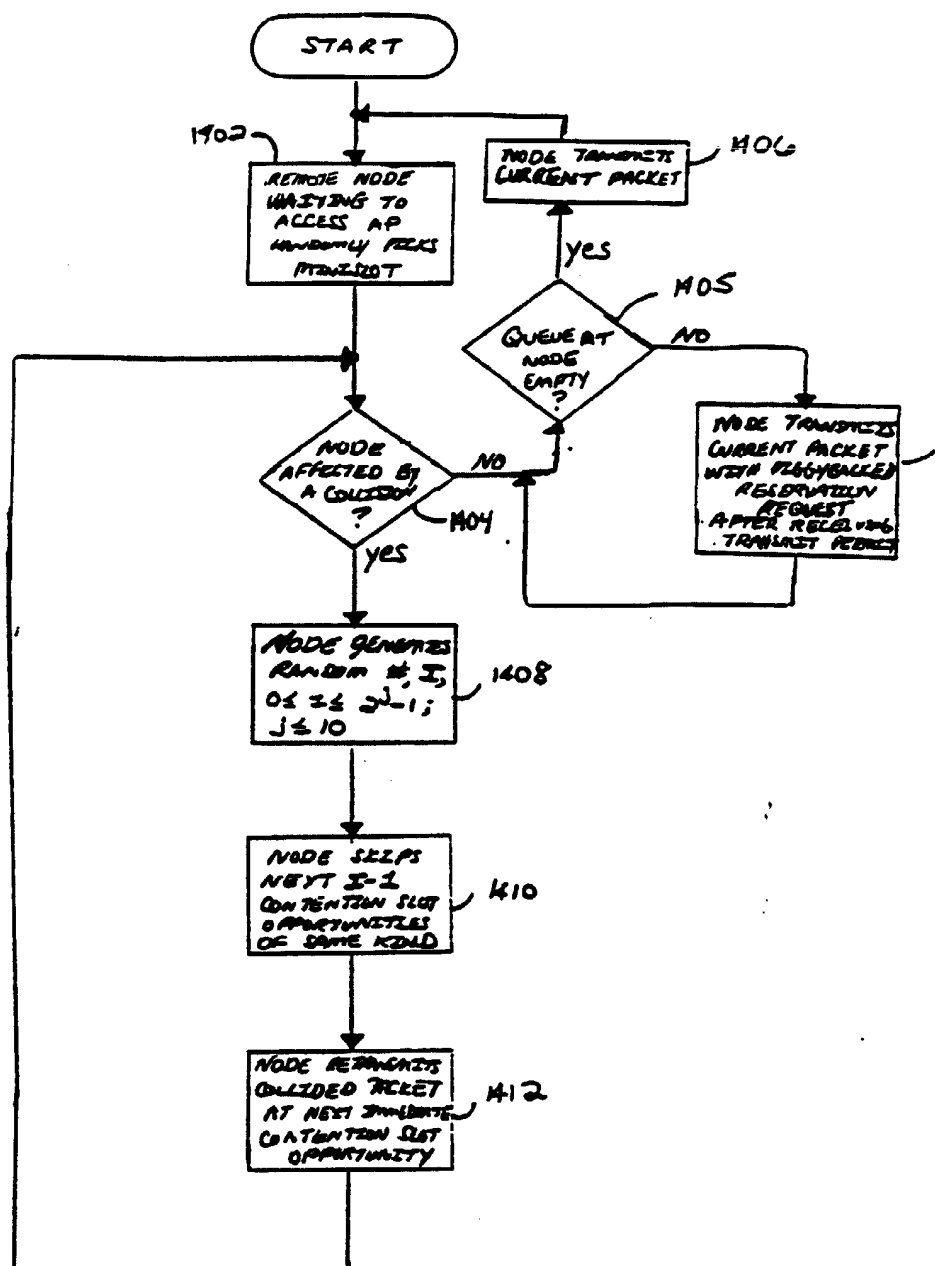 START
1402
REMOTE NODE
WAITING TO
ACCESS AP
RANDOMLY PICKS
MINISLOT
NODE TRANSMITS
CURRENT PACKET
1406
yes
1405
QUEUE AT
NODE
EMPTY
?
NO
NODE TRANSMITS
CURRENT PACKET
WITH PIGGYBACKED
RESERVATION
REQUEST
AFTER RECEIVING
TRANSMIT PERMIT
NODE
AFFECTED BY
A COLLISION
?
NO
1404
yes
NODE GENERATES
RANDOM #, I,
0≤ I ≤ 2^j-1;
j ≤ 10
1408
NODE SKIPS
NEXT I-1
CONTENTION SLOT
OPPORTUNITIES
OF SAME KIND
1410
NODE RETRANSMITS
COLLIDED PACKET
AT NEXT IMMEDIATE
CONTENTION SLOT
OPPORTUNITY
1412